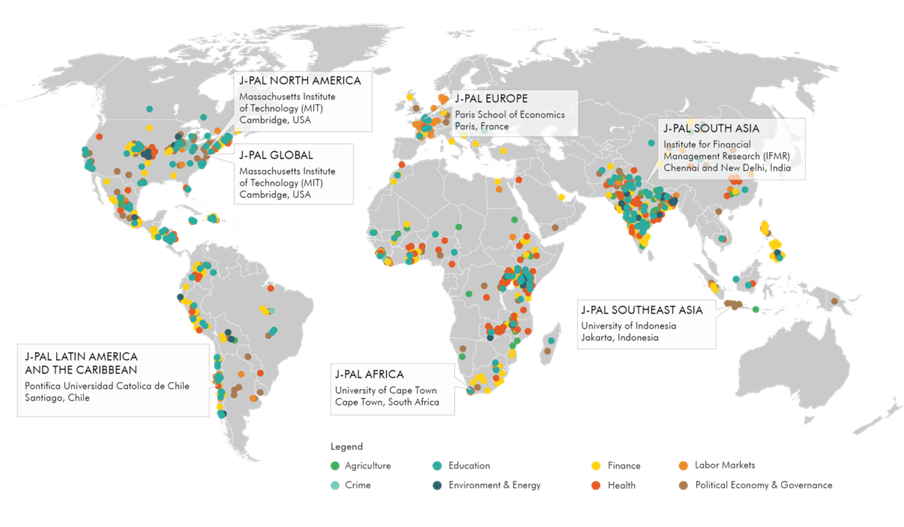 J-PAL NORTH AMERICA
Massachusetts Institute
of Technology (MIT)
Cambridge, USA
J-PAL GLOBAL
Massachusetts Institute
of Technology (MIT)
Cambridge, USA
J-PAL EUROPE
Paris School of Economics
Paris, France
J-PAL SOUTH ASIA
Institute for Financial
Management Research (IFMR)
Chennai and New Delhi, India
J-PAL SOUTHEAST ASIA
University of Indonesia
Jakarta, Indonesia
J-PAL LATIN AMERICA
AND THE CARIBBEAN
Pontifica Universidad Catolica de Chile
Santiago, Chile
J-PAL AFRICA
University of Cape Town
Cape Town, South Africa
Legend
Agriculture
Education
Finance
Labor Markets
Crime
Environment & Energy
Health
Political Economy & Governance